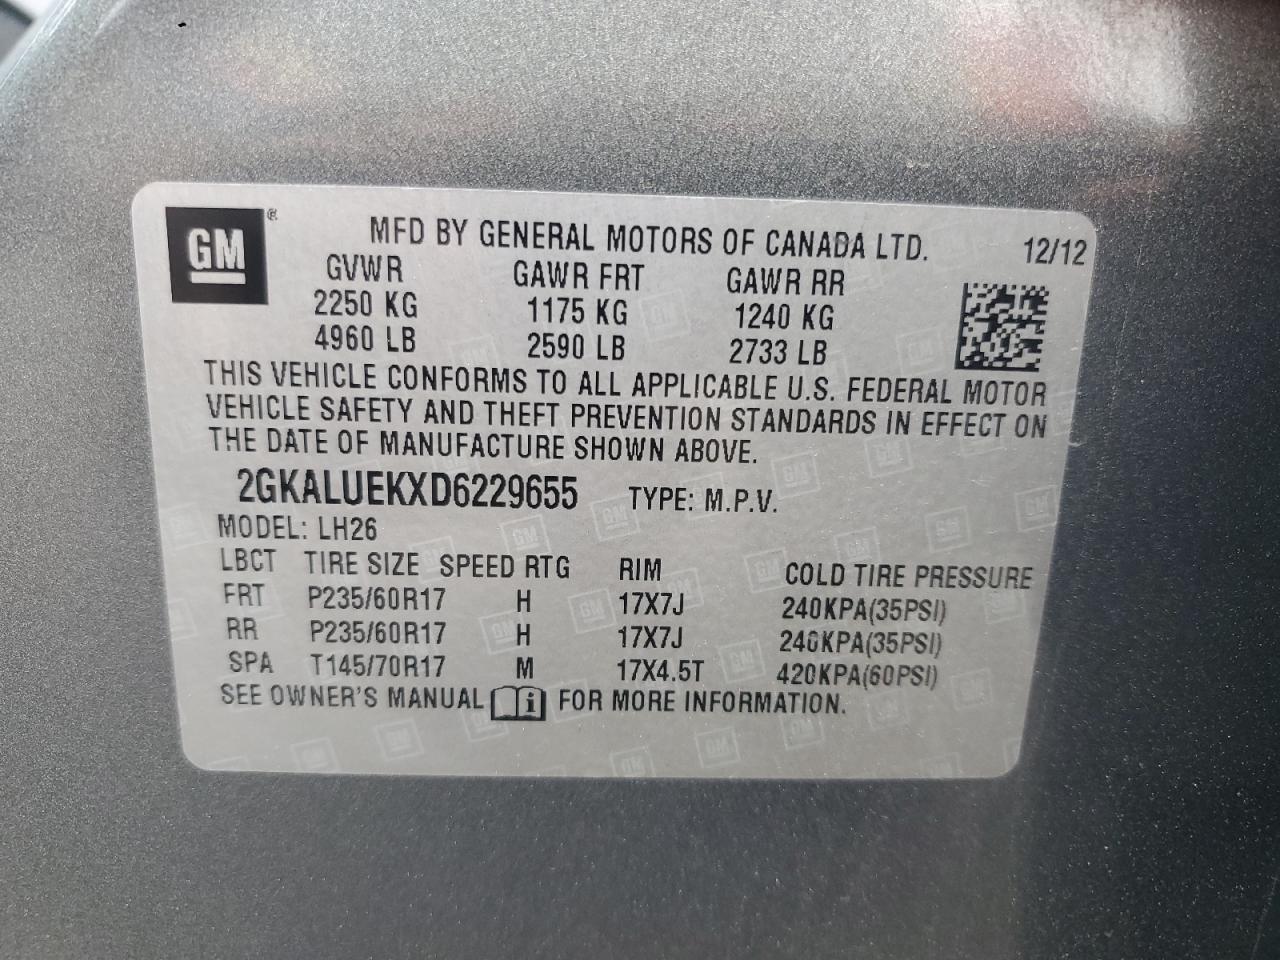 GM ®
MFD BY GENERAL MOTORS OF CANADA LTD. 12/12
GVWR GAWR FRT GAWR RR
2250 KG 1175 KG 1240 KG
4960 LB 2590 LB 2733 LB
THIS VEHICLE CONFORMS TO ALL APPLICABLE U.S. FEDERAL MOTOR
VEHICLE SAFETY AND THEFT PREVENTION STANDARDS IN EFFECT ON
THE DATE OF MANUFACTURE SHOWN ABOVE.
2GKALUEKXD6229655 TYPE: M.P.V.
MODEL: LH26
LBCT TIRE SIZE SPEED RTG RIM COLD TIRE PRESSURE
FRT P235/60R17 H 17X7J 240KPA(35PSI)
RR P235/60R17 H 17X7J 240KPA(35PSI)
SPA T145/70R17 M 17X4.5T 420KPA(60PSI)
SEE OWNER'S MANUAL i FOR MORE INFORMATION.